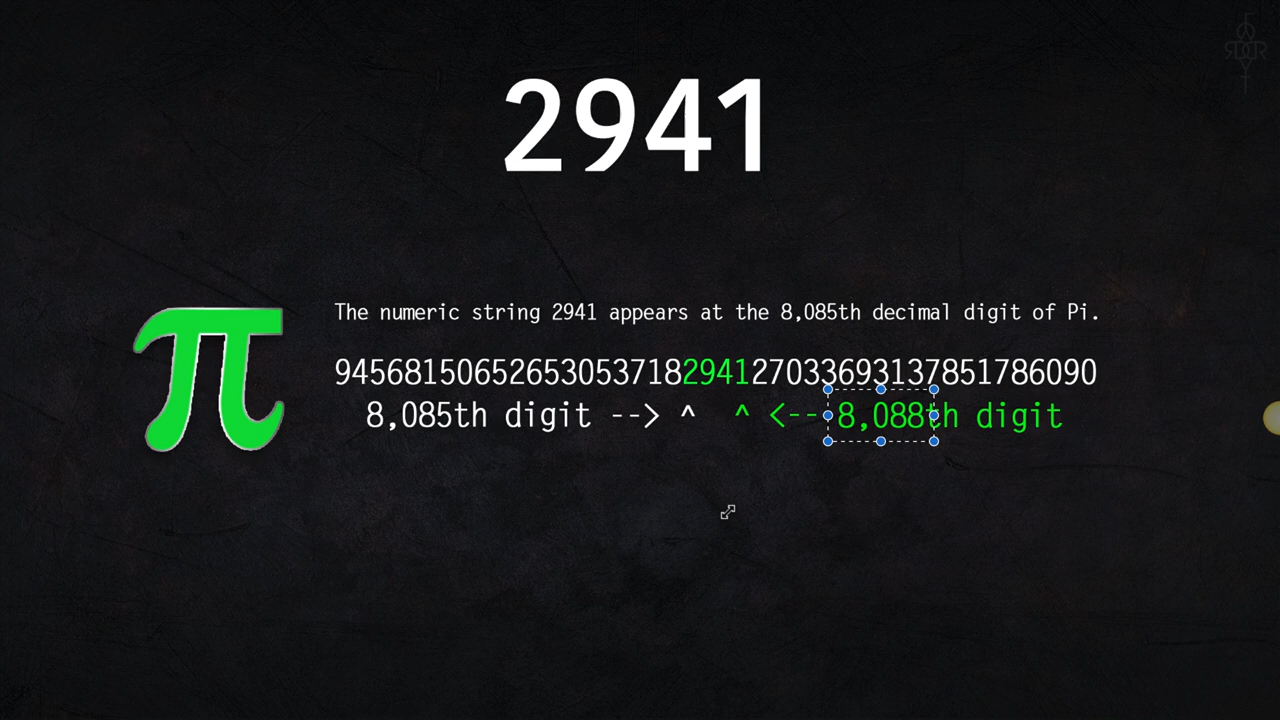 2941
The numeric string 2941 appears at the 8,085th decimal digit of Pi.
π
94568150652653053718294127033693137851786090
8,085th digit --> ^ ^ <-- 8,088th digit